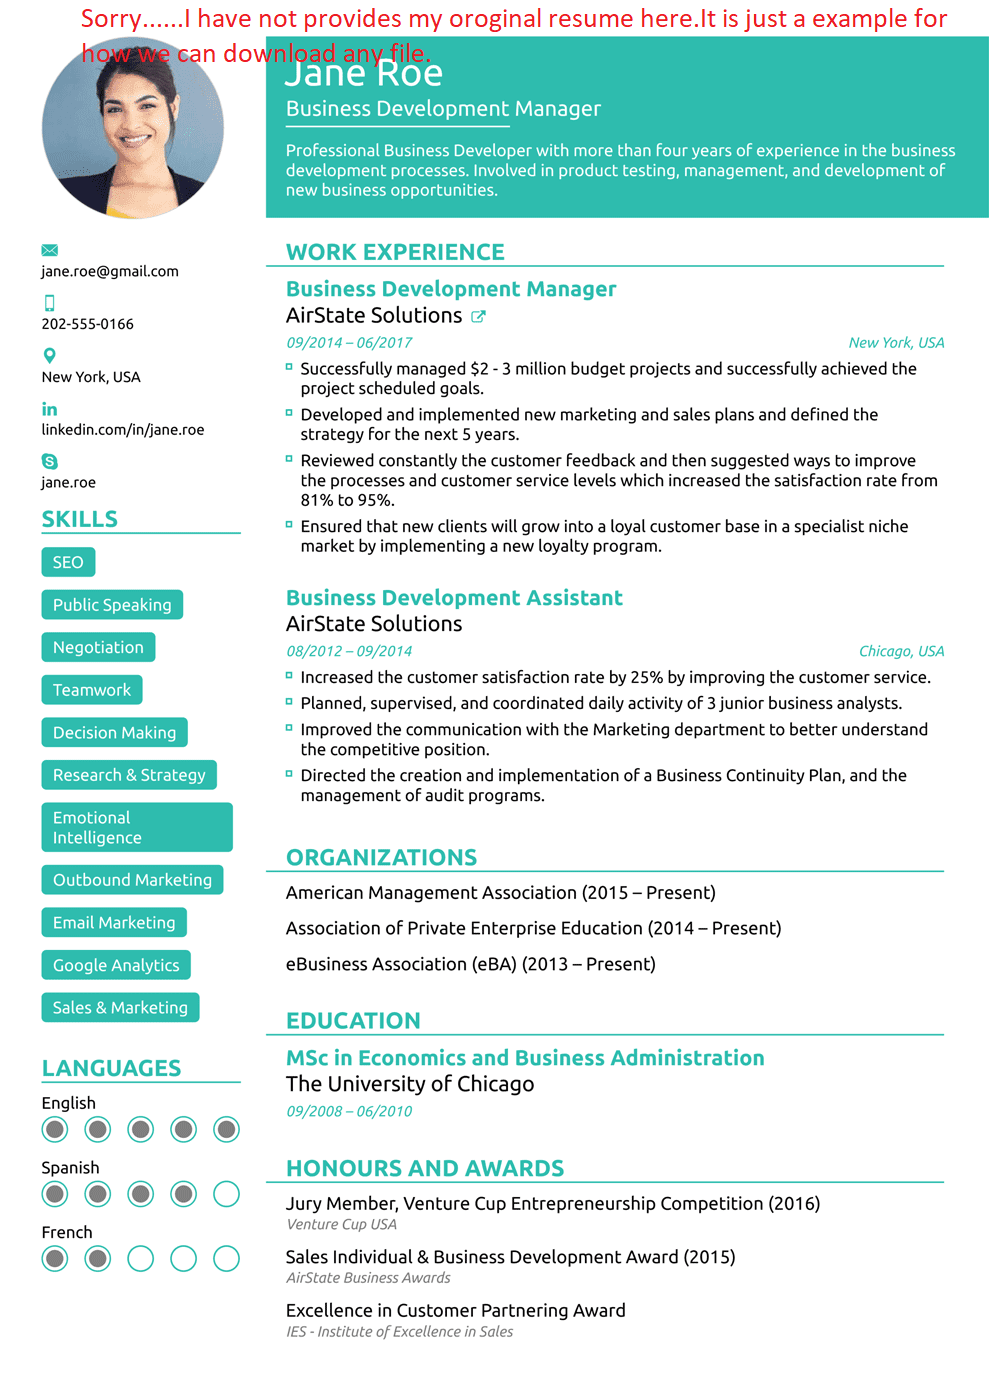 Sorry......I have not provides my oroginal resume here.It is just a example for
how we can download any file.
Jane Roe
Business Development Manager
Professional Business Developer with more than four years of experience in the business
development processes. Involved in product testing, management, and development of
new business opportunities.
jane.roe@gmail.com
202-555-0166
New York, USA
linkedin.com/in/jane.roe
jane.roe
SKILLS
SEO
Public Speaking
Negotiation
Teamwork
Decision Making
Research & Strategy
Emotional
Intelligence
Outbound Marketing
Email Marketing
Google Analytics
Sales & Marketing
LANGUAGES
English
Spanish
French
WORK EXPERIENCE
Business Development Manager
AirState Solutions
09/2014 – 06/2017 New York, USA
Successfully managed $2 - 3 million budget projects and successfully achieved the
project scheduled goals.
Developed and implemented new marketing and sales plans and defined the
strategy for the next 5 years.
Reviewed constantly the customer feedback and then suggested ways to improve
the processes and customer service levels which increased the satisfaction rate from
81% to 95%.
Ensured that new clients will grow into a loyal customer base in a specialist niche
market by implementing a new loyalty program.
Business Development Assistant
AirState Solutions
08/2012 – 09/2014 Chicago, USA
Increased the customer satisfaction rate by 25% by improving the customer service.
Planned, supervised, and coordinated daily activity of 3 junior business analysts.
Improved the communication with the Marketing department to better understand
the competitive position.
Directed the creation and implementation of a Business Continuity Plan, and the
management of audit programs.
ORGANIZATIONS
American Management Association (2015 – Present)
Association of Private Enterprise Education (2014 – Present)
eBusiness Association (eBA) (2013 – Present)
EDUCATION
MSc in Economics and Business Administration
The University of Chicago
09/2008 – 06/2010
HONOURS AND AWARDS
Jury Member, Venture Cup Entrepreneurship Competition (2016)
Venture Cup USA
Sales Individual & Business Development Award (2015)
AirState Business Awards
Excellence in Customer Partnering Award
IES - Institute of Excellence in Sales